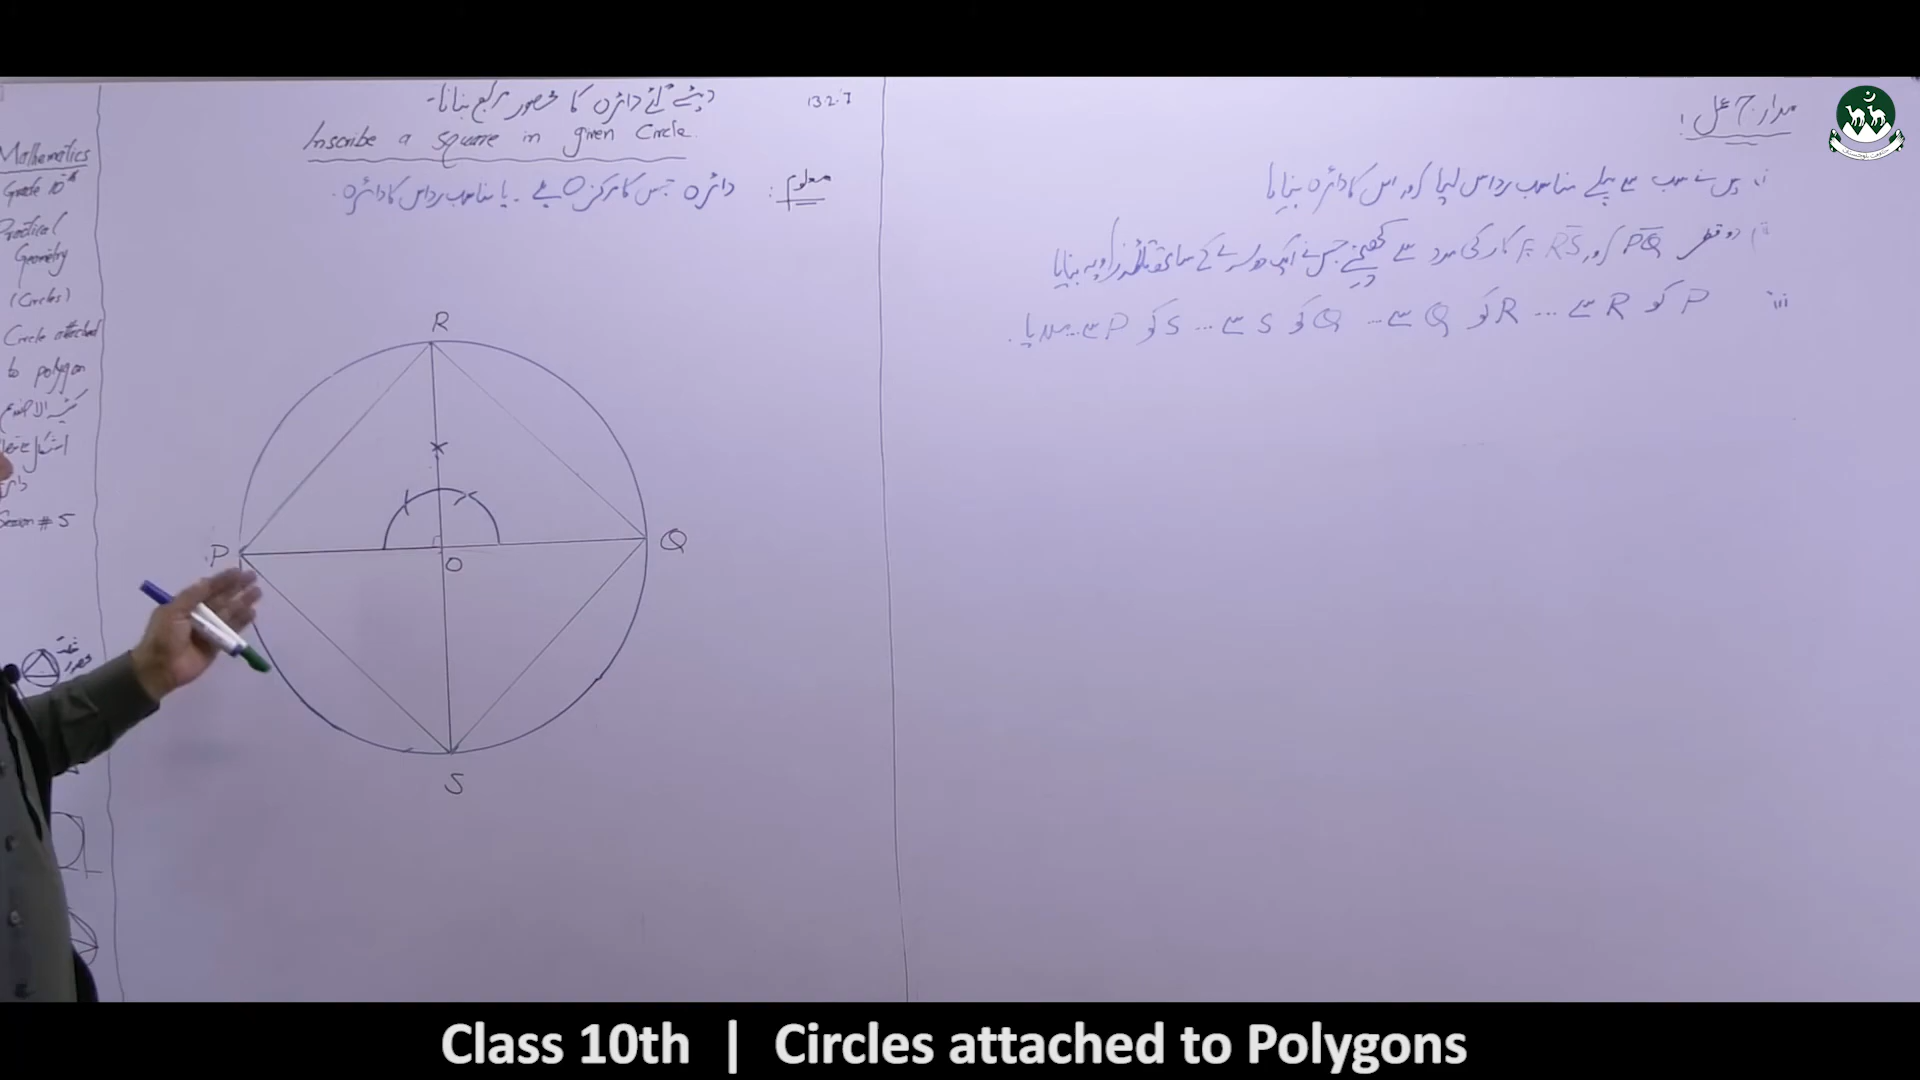 Mathematics
Grade 10th
Practical
Geometry
(Circles)
Circle attached
to polygon
Session # 5
13.2.7
دیئے گئے دائرہ کا محصور مربع بنانا۔
Inscribe a square in given Circle.
معلوم: دائرہ جس کا مرکز O ہے۔ یا مناسب رداس کا دائرہ۔
R
P
Q
O
S
مدارج عمل:
i. میں نے سب سے پہلے مناسب رداس لیا اور اس کا دائرہ بنایا
ii) دو قطر PQ اور RS کی مدد سے کھینچے جس نے ایک دوسرے کے ساتھ زاویہ بنایا
iii P کو R سے ... R کو Q سے ... Q کو S سے ... S کو P سے ... ملا دیا۔
Class 10th | Circles attached to Polygons